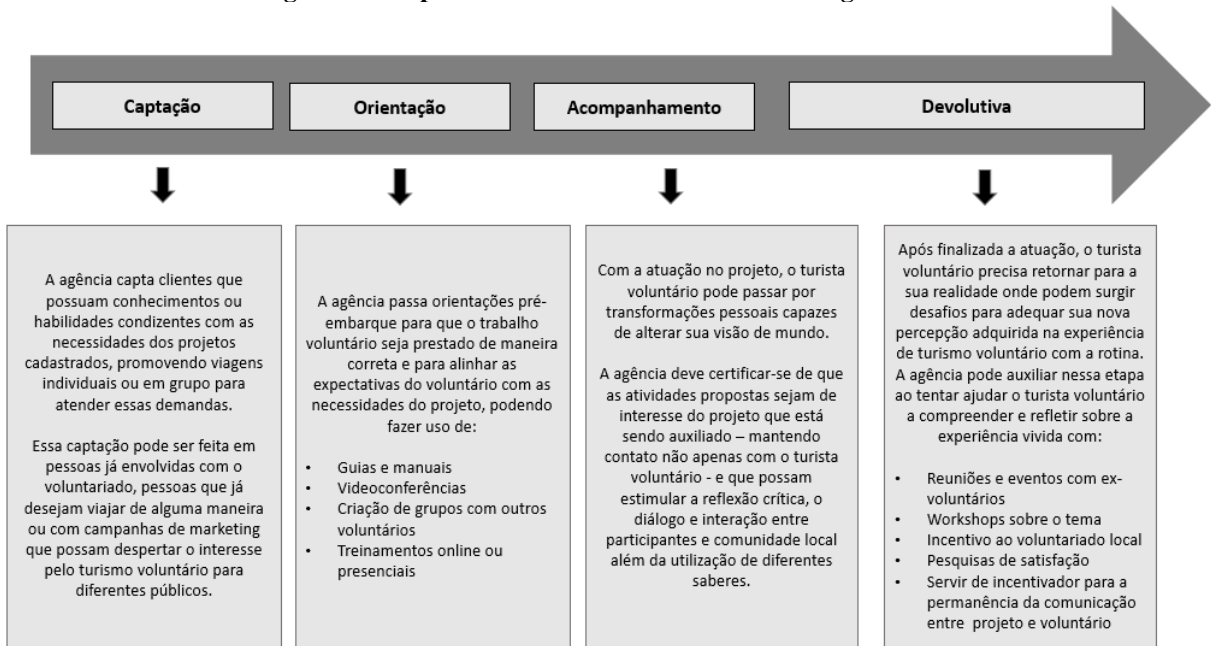 Captação
Orientação
Acompanhamento
Devolutiva
A agência capta clientes que
possuam conhecimentos ou
habilidades condizentes com as
necessidades dos projetos
cadastrados, promovendo viagens
individuais ou em grupo para
atender essas demandas.
Essa captação pode ser feita em
pessoas já envolvidas com o
voluntariado, pessoas que já
desejam viajar de alguma maneira
ou com campanhas de marketing
que possam despertar o interesse
pelo turismo voluntário para
diferentes públicos.
A agência passa orientações pré-
embarque para que o trabalho
voluntário seja prestado de maneira
correta e para alinhar as
expectativas do voluntário com as
necessidades do projeto, podendo
fazer uso de:
• Guias e manuais
• Videoconferências
• Criação de grupos com outros
voluntários
• Treinamentos online ou
presenciais
Com a atuação no projeto, o turista
voluntário pode passar por
transformações pessoais capazes
de alterar sua visão de mundo.
A agência deve certificar-se de que
as atividades propostas sejam de
interesse do projeto que está
sendo auxiliado – mantendo
contato não apenas com o turista
voluntário - e que possam
estimular a reflexão crítica, o
diálogo e interação entre
participantes e comunidade local
além da utilização de diferentes
saberes.
Após finalizada a atuação, o turista
voluntário precisa retornar para a
sua realidade onde podem surgir
desafios para adequar sua nova
percepção adquirida na experiência
de turismo voluntário com a rotina.
A agência pode auxiliar nessa etapa
ao tentar ajudar o turista voluntário
a compreender e refletir sobre a
experiência vivida com:
• Reuniões e eventos com ex-
voluntários
• Workshops sobre o tema
• Incentivo ao voluntariado local
• Pesquisas de satisfação
• Servir de incentivador para a
permanência da comunicação
entre projeto e voluntário